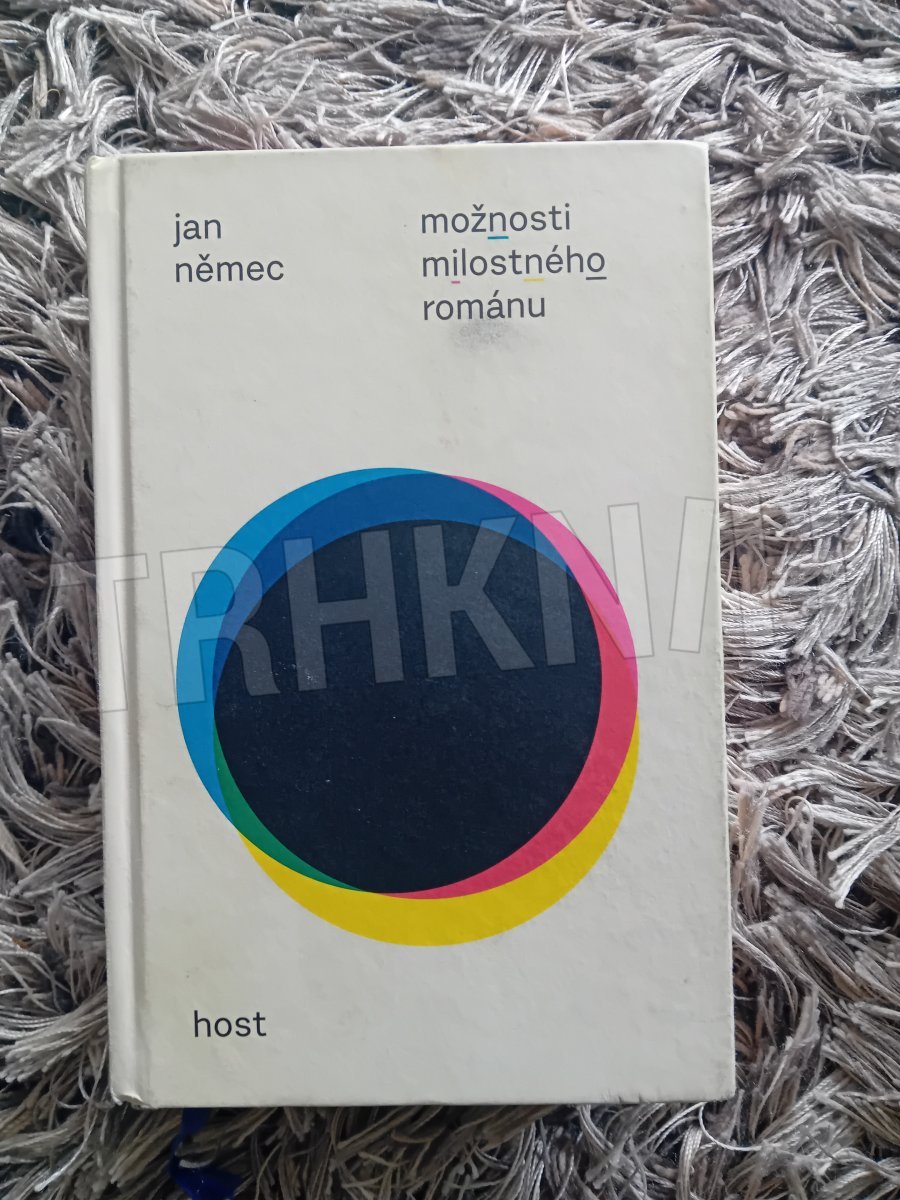 jan
němec
možnosti
milostného
románu
TRHKNI
host